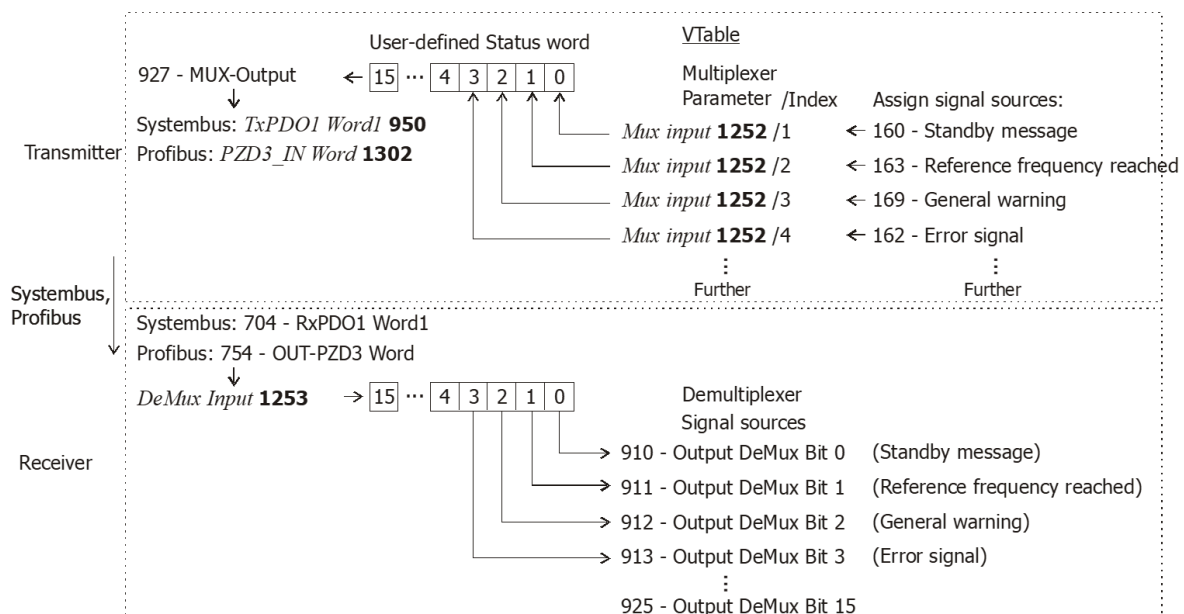 User-defined Status word
VTable
927 - MUX-Output
15 ... 4 3 2 1 0
Multiplexer
Parameter /Index
Assign signal sources:
Systembus: TxPDO1 Word1 950
Profibus: PZD3_IN Word 1302
Transmitter
Mux input 1252 /1
160 - Standby message
Mux input 1252 /2
163 - Reference frequency reached
Mux input 1252 /3
169 - General warning
Mux input 1252 /4
162 - Error signal
Further
Further
Systembus,
Profibus
Systembus: 704 - RxPDO1 Word1
Profibus: 754 - OUT-PZD3 Word
DeMux Input 1253
15 ... 4 3 2 1 0
Demultiplexer
Signal sources
Receiver
910 - Output DeMux Bit 0 (Standby message)
911 - Output DeMux Bit 1 (Reference frequency reached)
912 - Output DeMux Bit 2 (General warning)
913 - Output DeMux Bit 3 (Error signal)
925 - Output DeMux Bit 15